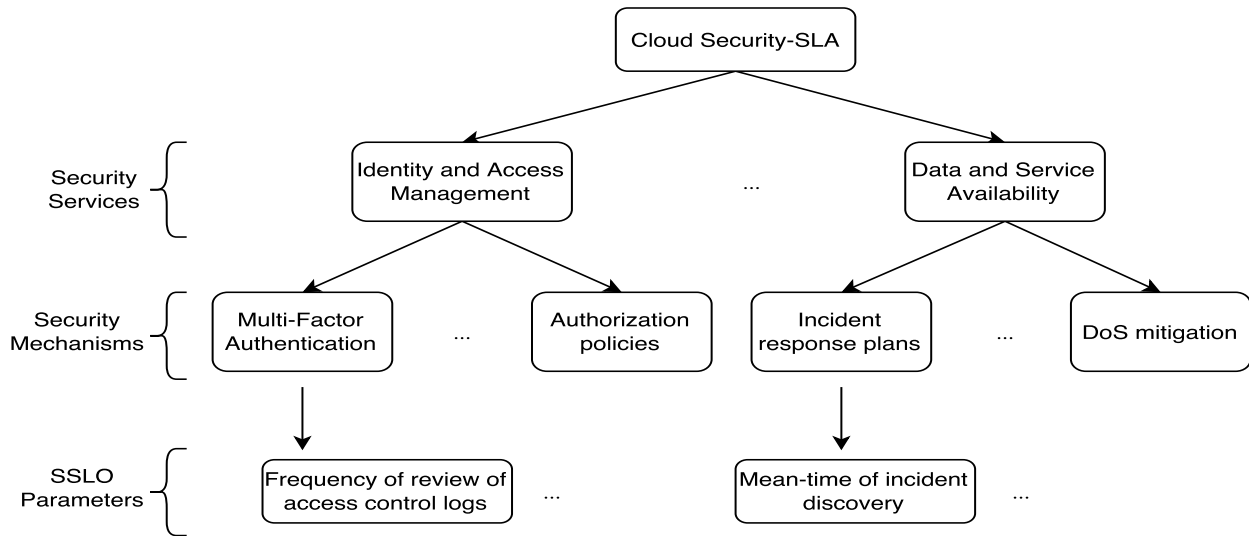 Cloud Security-SLA
Security
Services
Identity and Access
Management
...
Data and Service
Availability
Security
Mechanisms
Multi-Factor
Authentication
...
Authorization
policies
Incident
response plans
...
DoS mitigation
SSLO
Parameters
Frequency of review of
access control logs
...
Mean-time of incident
discovery
...